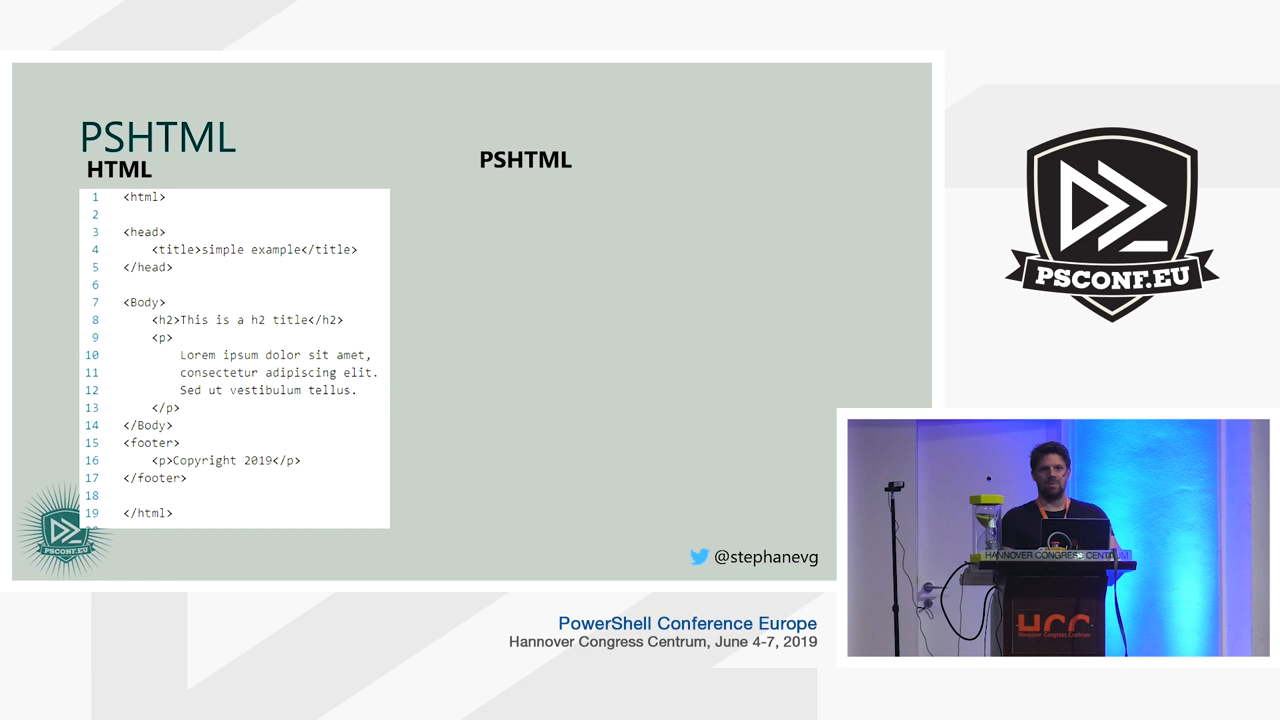 PSHTML
HTML
PSHTML
1 <html>
2
3 <head>
4 <title>simple example</title>
5 </head>
6
7 <Body>
8 <h2>This is a h2 title</h2>
9 <p>
10 Lorem ipsum dolor sit amet,
11 consectetur adipiscing elit.
12 Sed ut vestibulum tellus.
13 </p>
14 </Body>
15 <footer>
16 <p>Copyright 2019</p>
17 </footer>
18
19 </html>
PSCONF.EU
@stephanevg
PSCONF.EU
HANNOVER CONGRESS CENTRUM
HCC
Hannover Congress Centrum
PowerShell Conference Europe
Hannover Congress Centrum, June 4-7, 2019